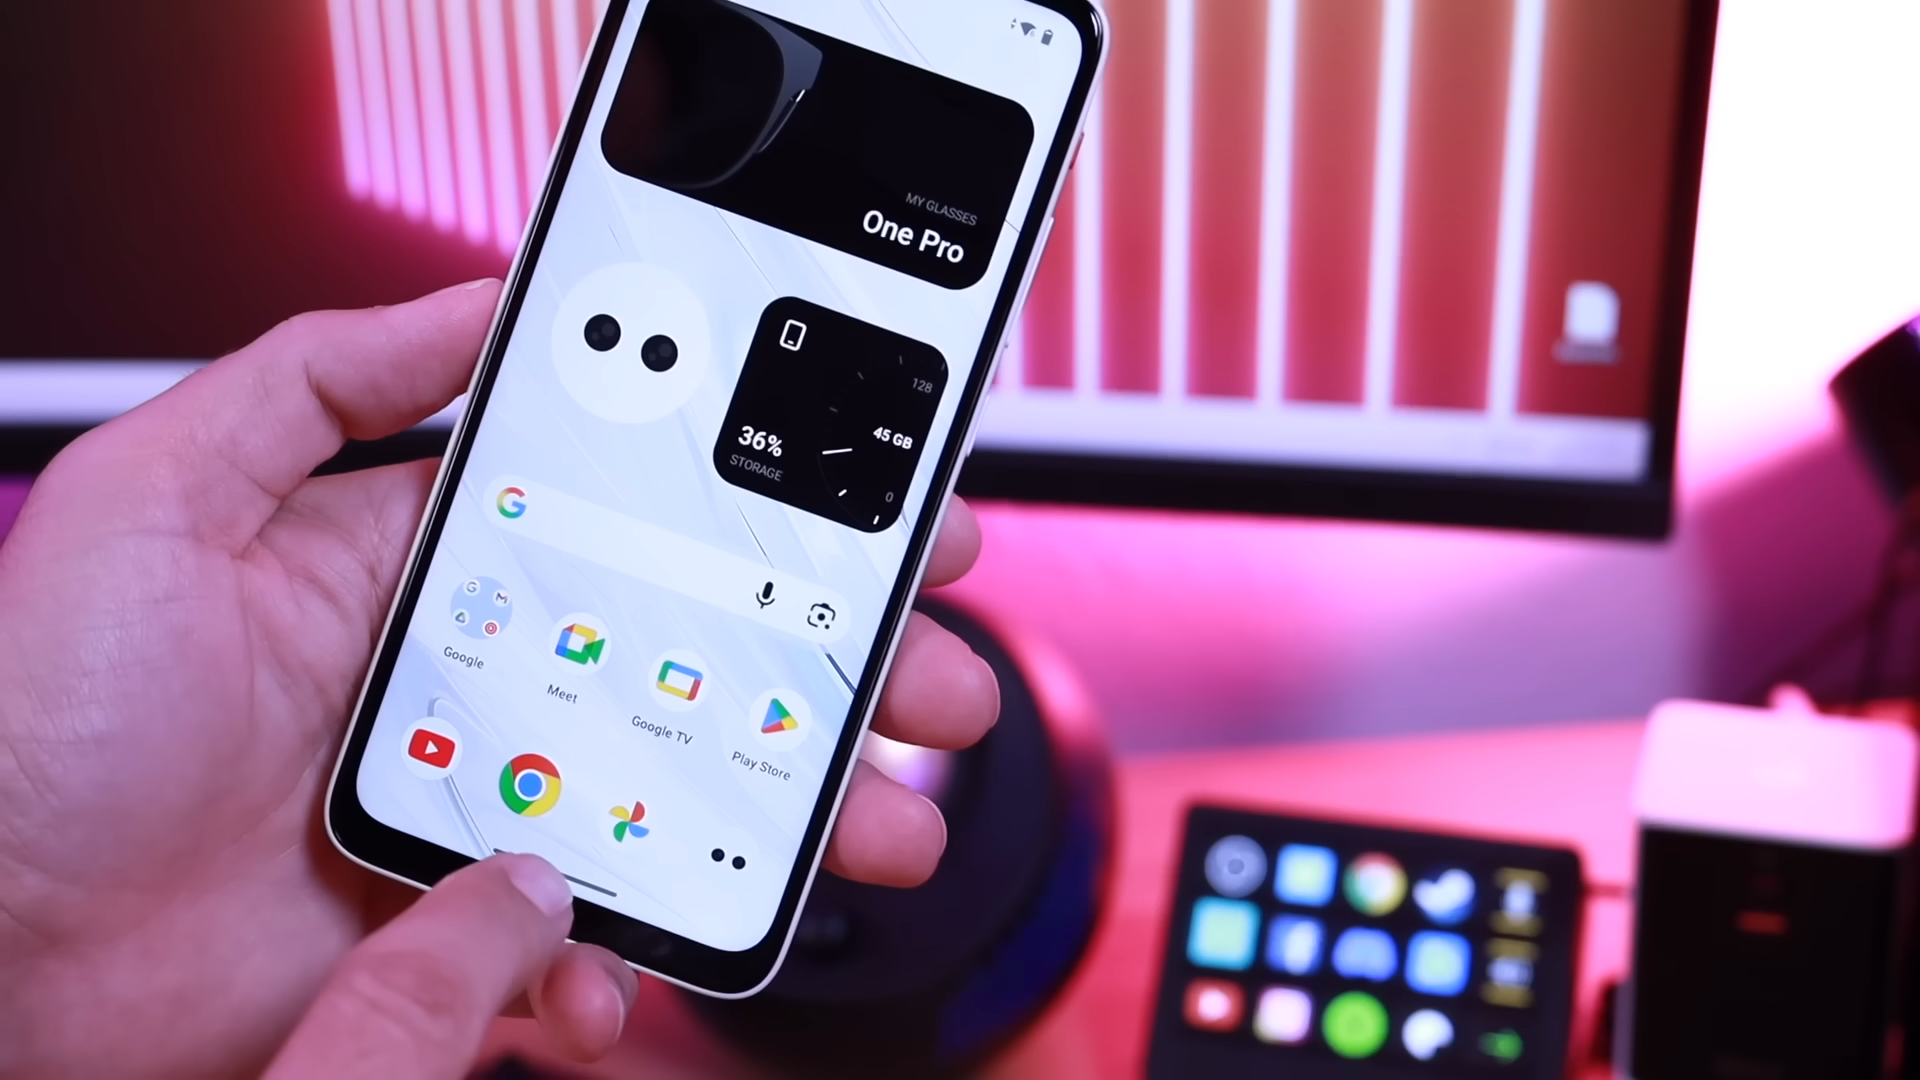 MY GLASSES
One Pro
128
45 GB
36%
STORAGE
0
Google
Meet
Google TV
Play Store